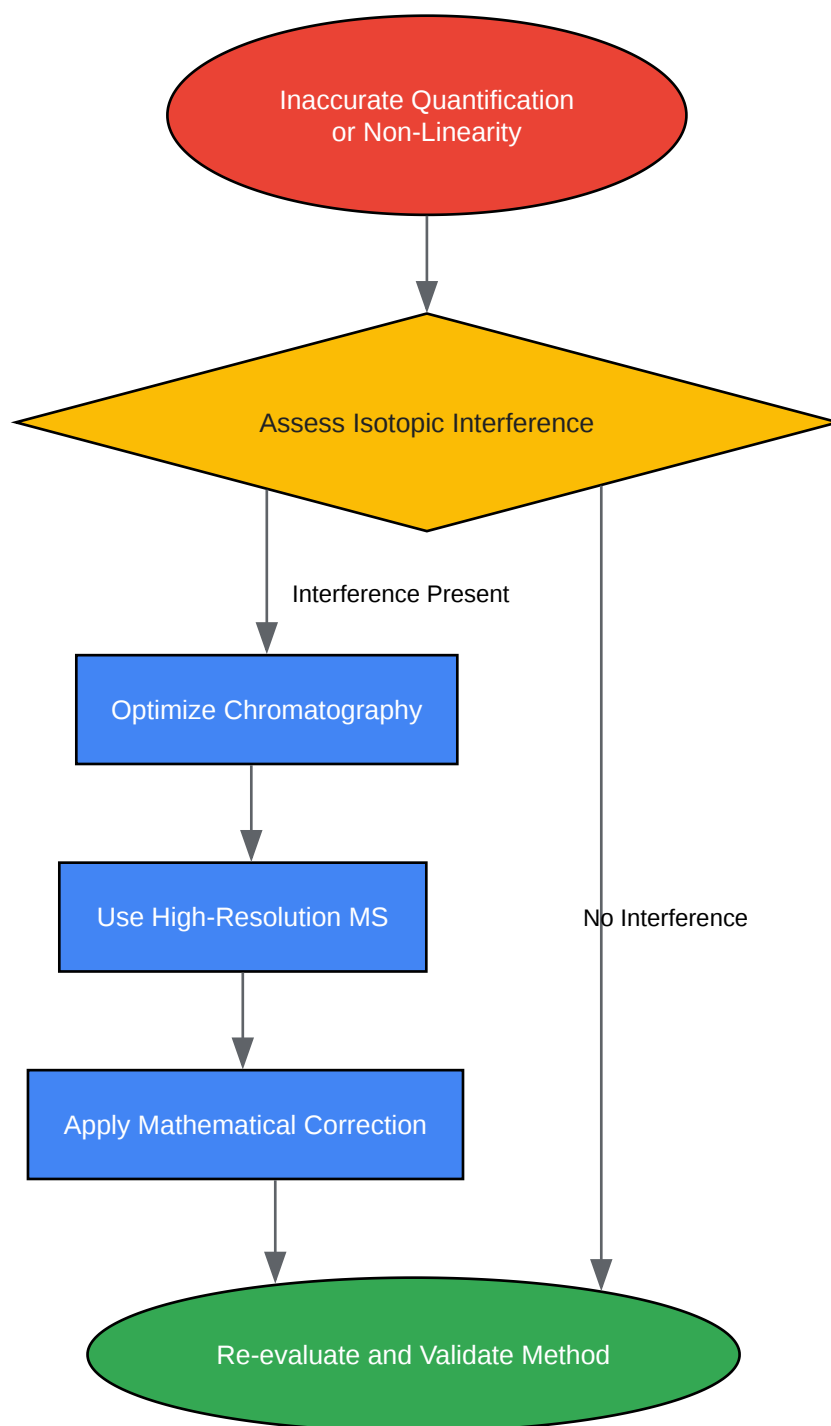 Inaccurate Quantification
or Non-Linearity
Assess Isotopic Interference
Interference Present
Optimize Chromatography
Use High-Resolution MS
No Interference
Apply Mathematical Correction
Re-evaluate and Validate Method